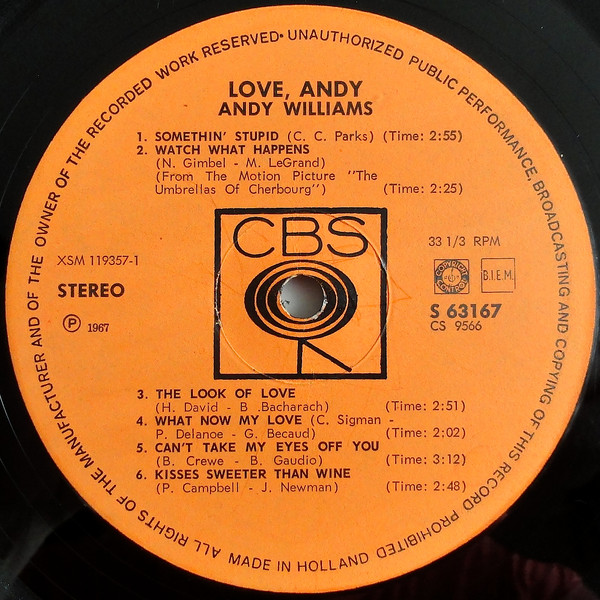 ALL RIGHTS OF THE MANUFACTURER AND OF THE OWNER OF THE RECORDED WORK RESERVED • UNAUTHORIZED PUBLIC PERFORMANCE, BROADCASTING AND COPYING OF THIS RECORD PROHIBITED
LOVE, ANDY
ANDY WILLIAMS
1. SOMETHIN' STUPID (C. C. Parks) (Time: 2:55)
2. WATCH WHAT HAPPENS
(N. Gimbel - M. LeGrand)
(From The Motion Picture "The
Umbrellas Of Cherbourg") (Time: 2:25)
CBS
XSM 119357-1
STEREO
Ⓟ 1967
33 1/3 RPM
COPYRIGHT CONTROL
B.I.E.M.
S 63167
CS 9566
3. THE LOOK OF LOVE
(H. David - B .Bacharach) (Time: 2:51)
4. WHAT NOW MY LOVE (C. Sigman -
P. Delanoe - G. Becaud) (Time: 2:02)
5. CAN'T TAKE MY EYES OFF YOU
(B. Crewe - B. Gaudio) (Time: 3:12)
6. KISSES SWEETER THAN WINE
(P. Campbell - J. Newman) (Time: 2:48)
MADE IN HOLLAND